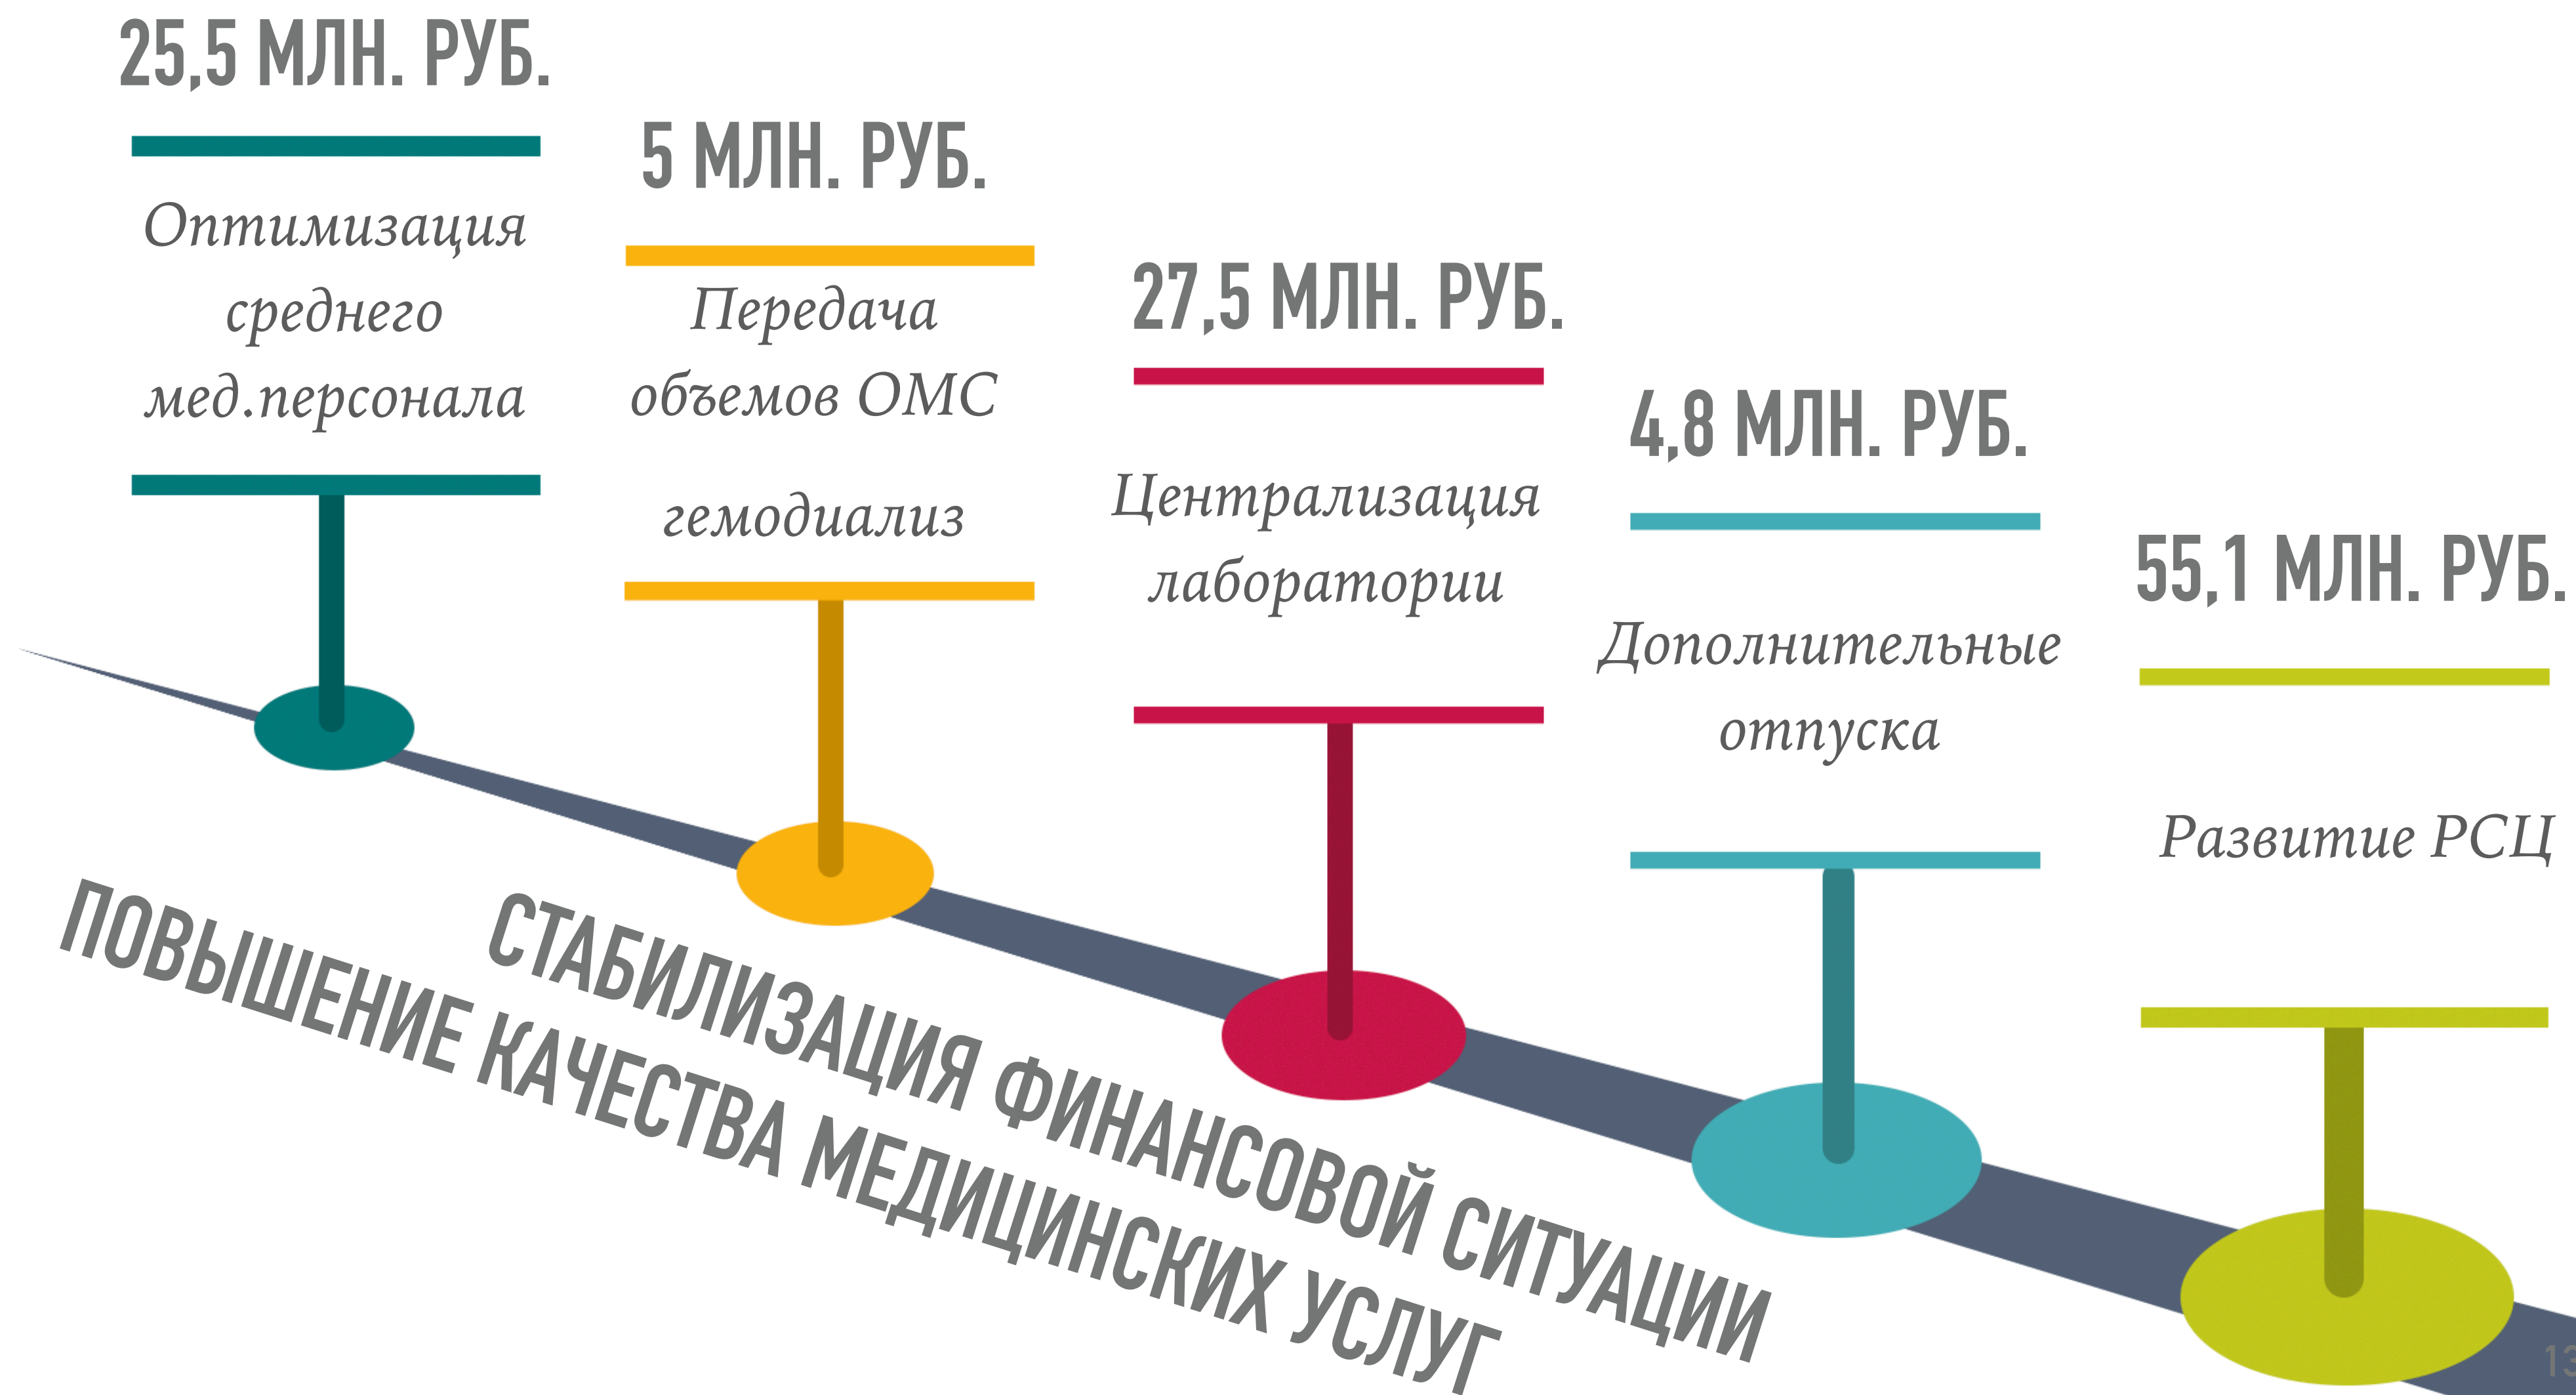 25,5 МЛН. РУБ.
Оптимизация
среднего
мед.персонала
5 МЛН. РУБ.
Передача
объемов ОМС
гемодиализ
27,5 МЛН. РУБ.
Централизация
лаборатории
4,8 МЛН. РУБ.
Дополнительные
отпуска
55,1 МЛН. РУБ.
Развитие РСЦ
СТАБИЛИЗАЦИЯ ФИНАНСОВОЙ СИТУАЦИИ
ПОВЫШЕНИЕ КАЧЕСТВА МЕДИЦИНСКИХ УСЛУГ
13